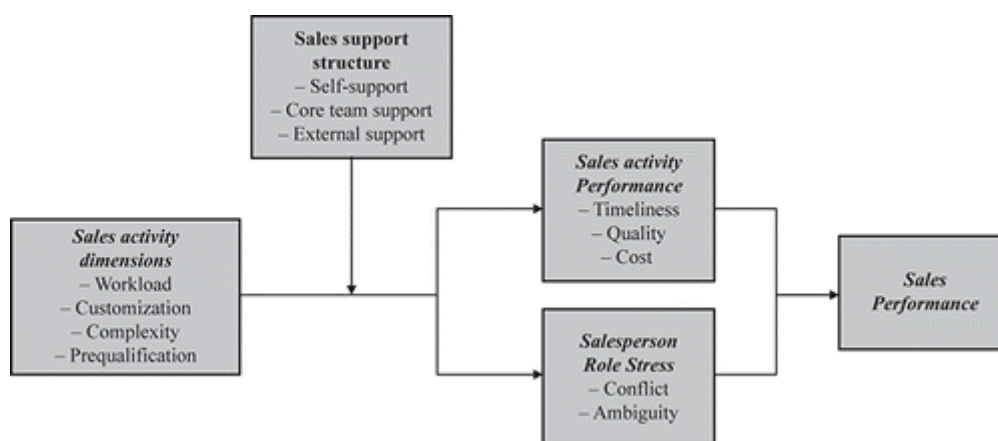 Sales support
structure
– Self-support
– Core team support
– External support
Sales activity
dimensions
– Workload
– Customization
– Complexity
– Prequalification
Sales activity
Performance
– Timeliness
– Quality
– Cost
Salesperson
Role Stress
– Conflict
– Ambiguity
Sales
Performance